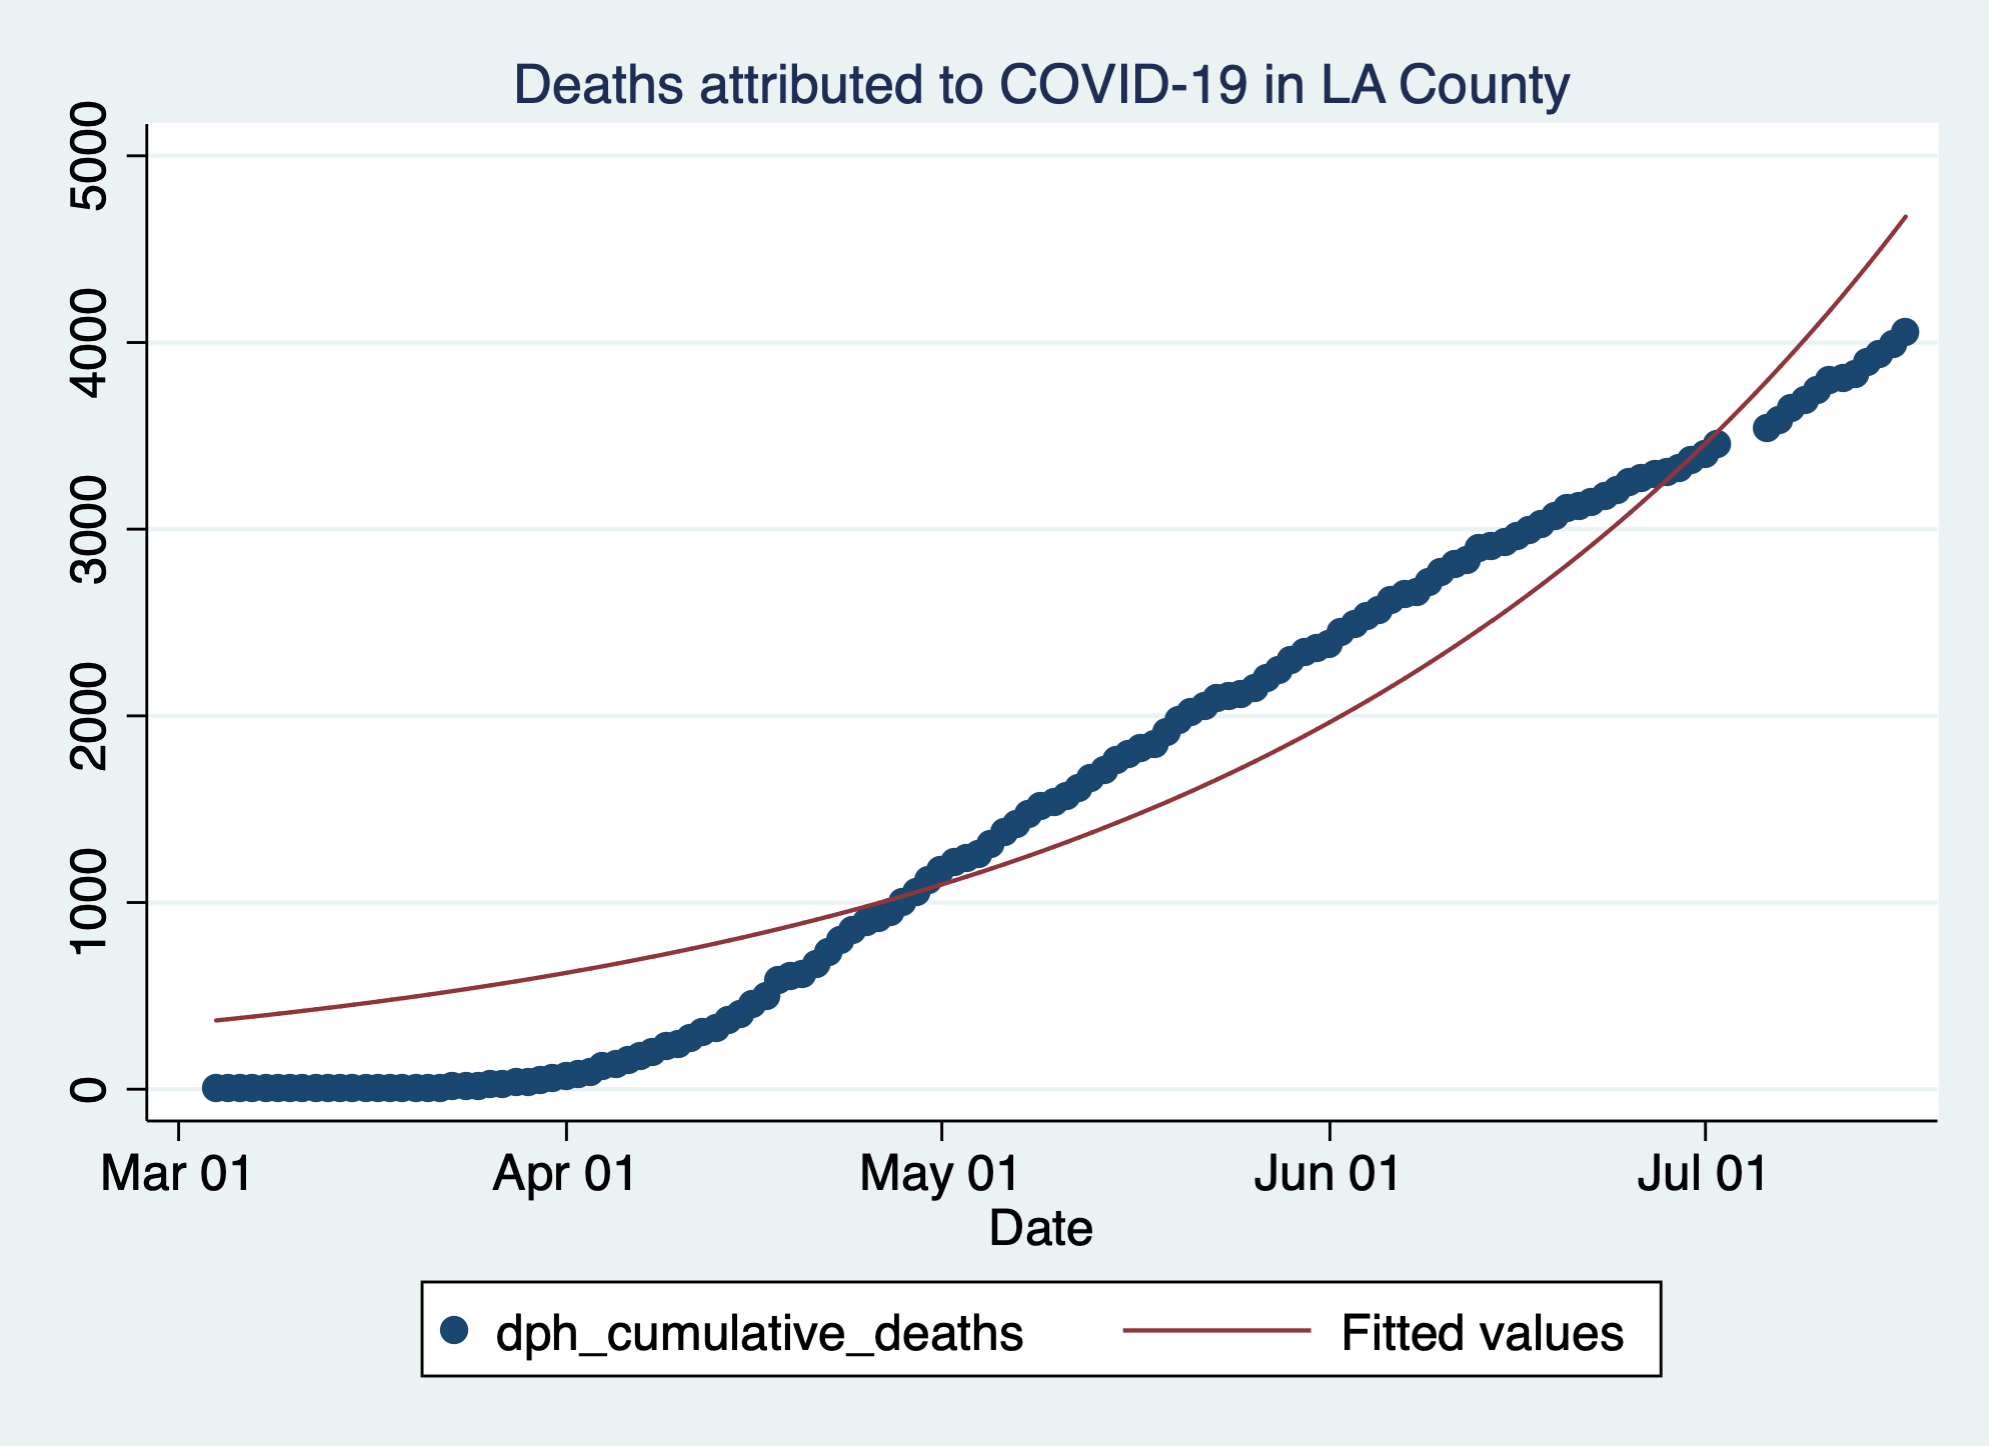 Deaths attributed to COVID-19 in LA County
5000
4000
3000
2000
1000
0
Mar 01 Apr 01 May 01 Jun 01 Jul 01
Date
dph_cumulative_deaths Fitted values